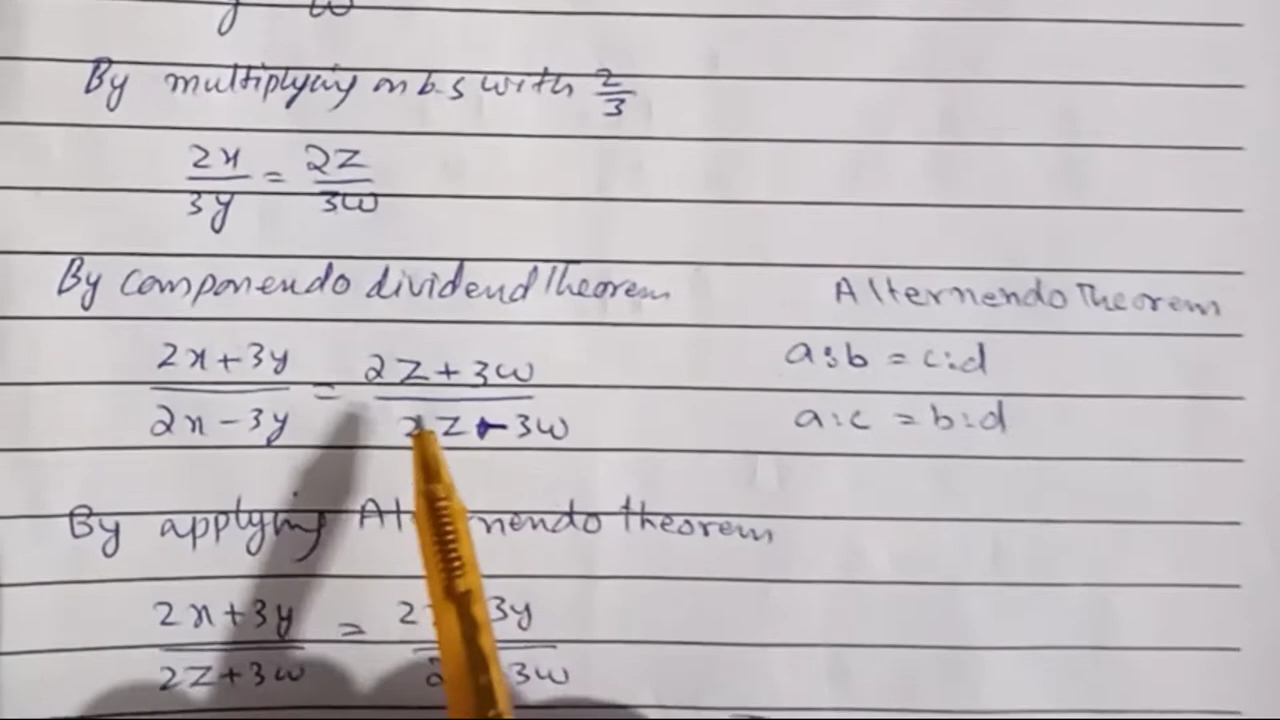 y w
By multiplying on b.s with 2/3
2x/3y = 2z/3w
By componendo dividend Theorem
Alternendo Theorem
(2x+3y)/(2x-3y) = (2z+3w)/(2z-3w)
a:b = c:d
a:c = b:d
By applying theorem
(2x+3y)/(2z+3w) = 2 3y / 3w